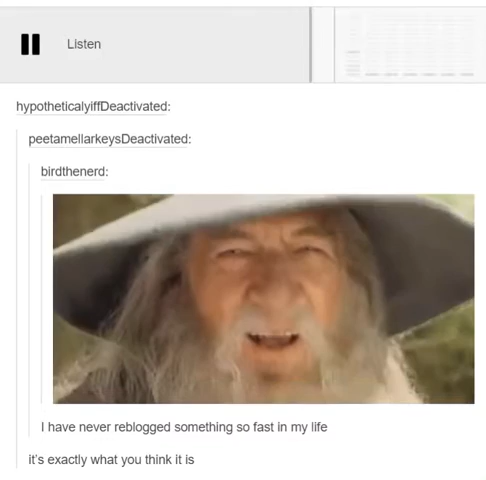 Listen
hypotheticalyiffDeactivated:
peetamellarkeysDeactivated:
birdthenerd:
I have never reblogged something so fast in my life
it's exactly what you think it is